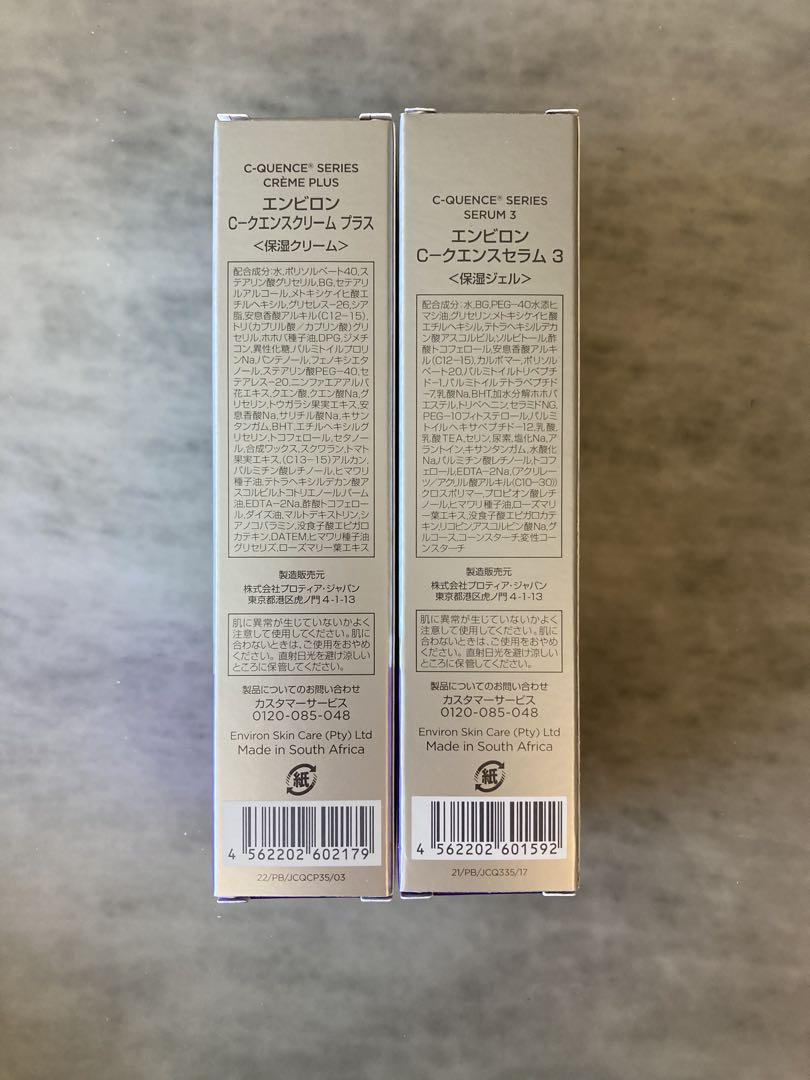 C-QUENCE® SERIES
CRÈME PLUS
エンビロン
C-クエンスクリーム プラス
<保湿クリーム>
配合成分:水,ポリソルベート40,ス
テアリン酸グリセリル,BG,セテアリ
ルアルコール,メトキシケイヒ酸エ
チルヘキシル,グリセレス-26,シア
脂,安息香酸アルキル(C12-15),
トリ(カプリル酸/カプリン酸)グリ
セリル,ホホバ種子油,DPG,ジメチ
コン,異性化糖,パルミトイルプロリ
ンNa,パンテノール,フェノキシエタ
ノール,ステアリン酸PEG-40,セ
テアレス-20,ニンファエアアルバ
花エキス,クエン酸,クエン酸Na,グ
リセリン,トウガラシ果実エキス,安
息香酸Na,サリチル酸Na,キサン
タンガム,BHT,エチルヘキシルグ
リセリン,トコフェロール,セタノー
ル,合成ワックス,スクワラン,トマト
果実エキス,(C13-15)アルカン,
パルミチン酸レチノール,ヒマワリ
種子油,テトラヘキシルデカン酸ア
スコルビル,トコトリエノール,パーム
油,EDTA-2Na,酢酸トコフェロー
ル,ダイズ油,マルトデキストリン,シ
アノコバラミン,没食子酸エピガロ
カテキン,DATEM,ヒマワリ種子油
グリセリズ,ローズマリー葉エキス
製造販売元
株式会社プロティア・ジャパン
東京都港区虎ノ門4-1-13
肌に異常が生じていないかよく
注意して使用してください。肌に
合わないときは、ご使用をおやめ
ください。直射日光を避け涼しい
ところに保管してください。
製品についてのお問い合わせ
カスタマーサービス
0120-085-048
Environ Skin Care (Pty) Ltd
Made in South Africa
紙
4 562202 602179
22/PB/JCQCP35/03
C-QUENCE® SERIES
SERUM 3
エンビロン
C-クエンスセラム 3
<保湿ジェル>
配合成分:水,BG,PEG-40水添ヒ
マシ油,グリセリン,メトキシケイヒ酸
エチルヘキシル,テトラヘキシルデカ
ン酸アスコルビル,ソルビトール,酢
酸トコフェロール,安息香酸アルキ
ル(C12-15),カルボマー,ポリソル
ベート20,パルミトイルトリペプチ
ド-1,パルミトイルテトラペプチド
-7,乳酸Na,BHT,加水分解ホホバ
エステル,トリベヘニン,セラミドNG,
PEG-10フィトステロール,パルミ
トイルヘキサペプチド-12,乳酸,
乳酸TEA,セリン,尿素,塩化Na,ア
ラントイン,キサンタンガム,水酸化
Na,パルミチン酸レチノール,トコフ
ェロール,EDTA-2Na,(アクリレー
ツ/アクリル酸アルキル(C10-30))
クロスポリマー,プロピオン酸レチ
ノール,ヒマワリ種子油,ローズマリ
ー葉エキス,没食子酸エピガロカテ
キン,リコピン,アスコルビン酸Na,グ
ルコース,コーンスターチ,変性コー
ンスターチ
製造販売元
株式会社プロティア・ジャパン
東京都港区虎ノ門4-1-13
肌に異常が生じていないかよく
注意して使用してください。肌に
合わないときは、ご使用をおやめ
ください。直射日光を避け涼しい
ところに保管してください。
製品についてのお問い合わせ
カスタマーサービス
0120-085-048
Environ Skin Care (Pty) Ltd
Made in South Africa
紙
4 562202 601592
21/PB/JCQ335/17